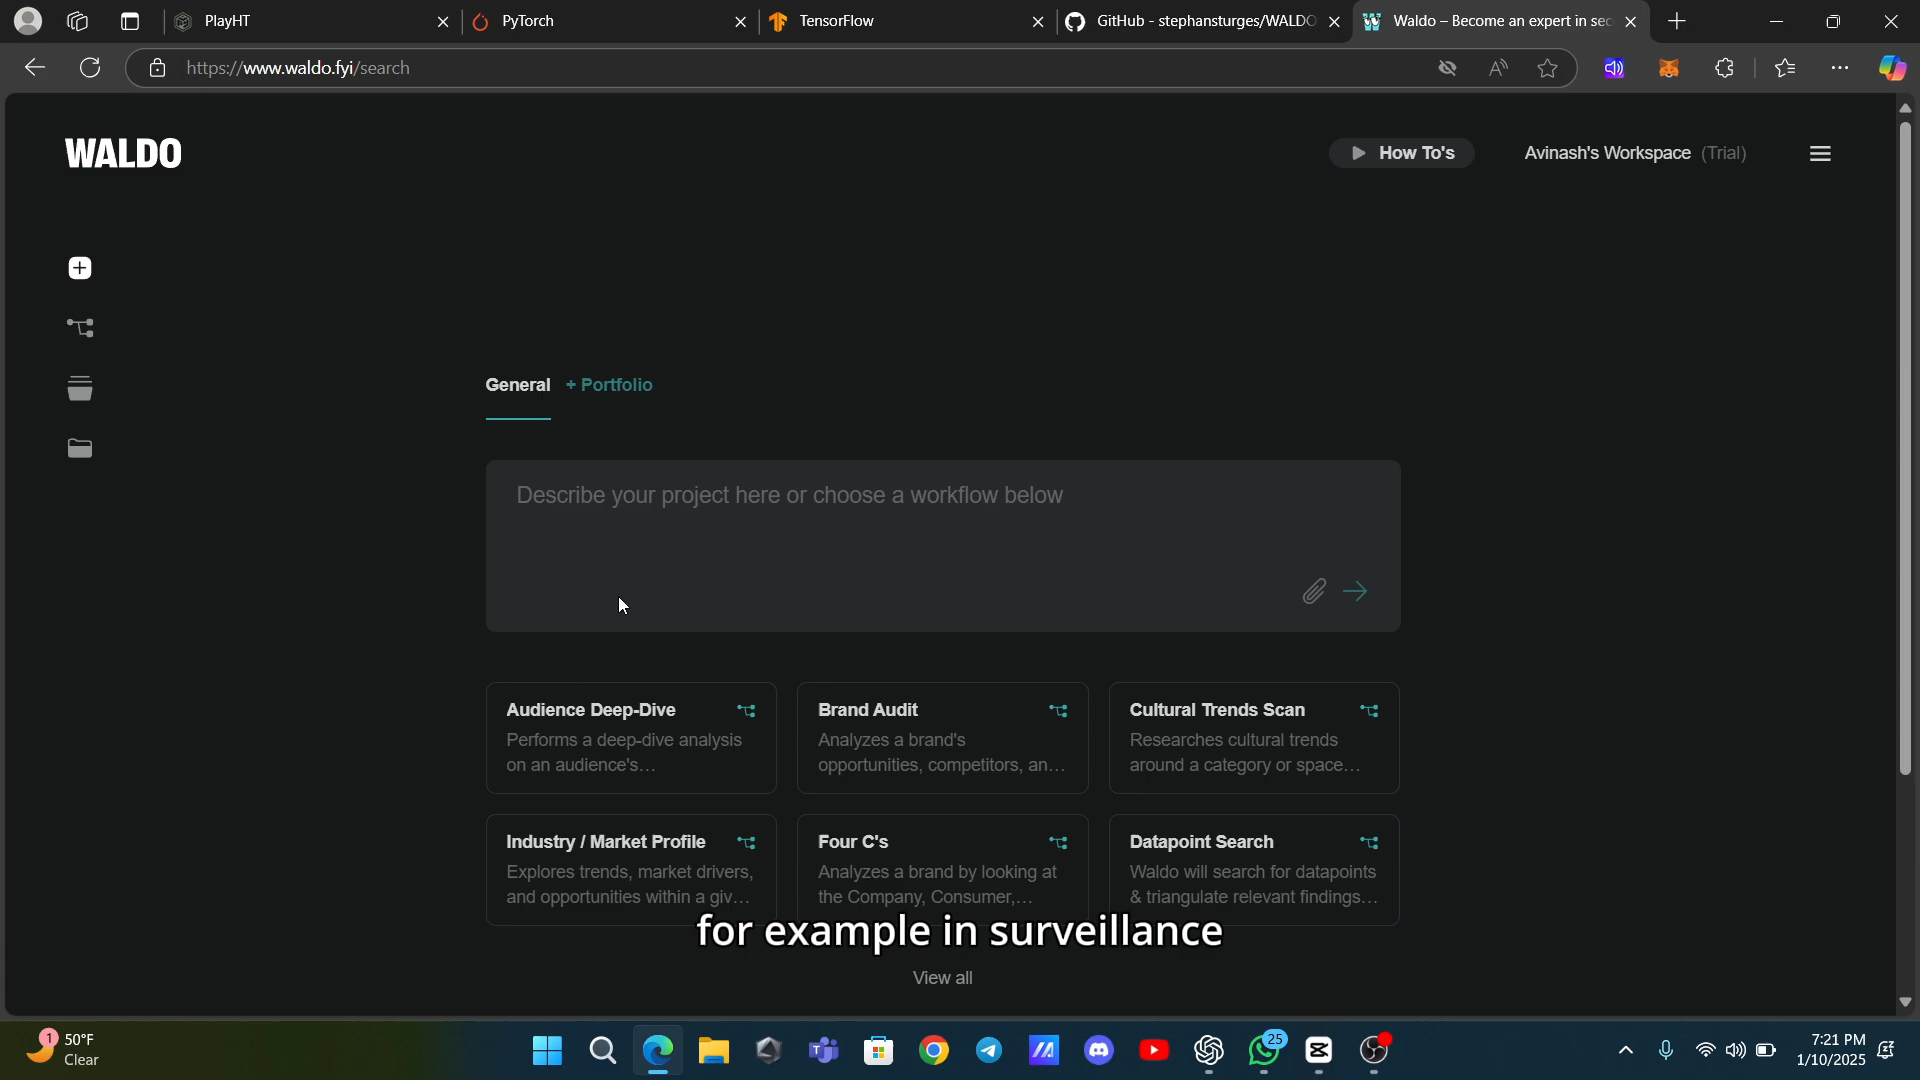 PlayHT
PyTorch
TensorFlow
GitHub - stephansturges/WALDO
Waldo – Become an expert in sec
https://www.waldo.fyi/search
WALDO
How To's
Avinash's Workspace (Trial)
General + Portfolio
Describe your project here or choose a workflow below
Audience Deep-Dive
Performs a deep-dive analysis
on an audience's…
Brand Audit
Analyzes a brand's
opportunities, competitors, an…
Cultural Trends Scan
Researches cultural trends
around a category or space…
Industry / Market Profile
Explores trends, market drivers,
and opportunities within a giv…
Four C's
Analyzes a brand by looking at
the Company, Consumer,…
Datapoint Search
Waldo will search for datapoints
& triangulate relevant findings…
for example in surveillance
View all
1
50°F
Clear
25
7:21 PM
1/10/2025